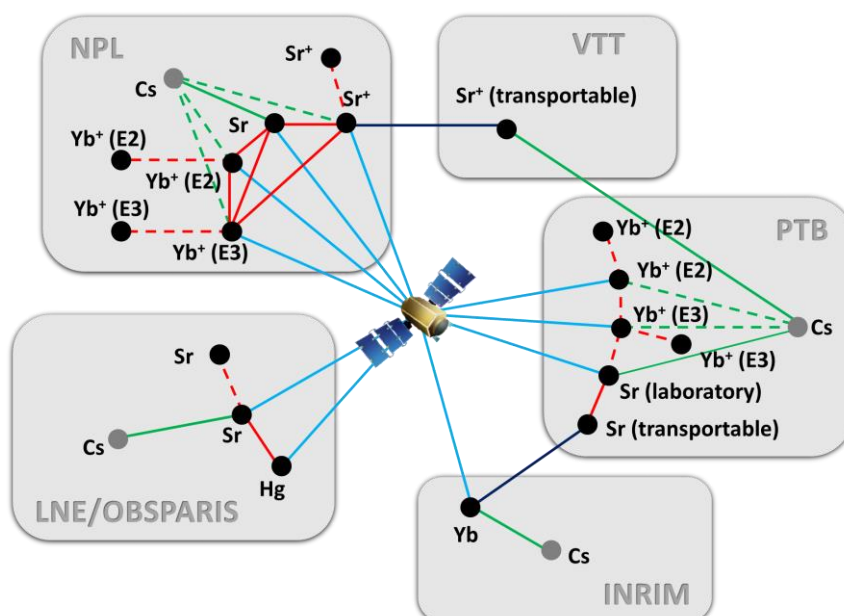 NPL
Sr⁺
Cs
Sr
Sr⁺
Yb⁺ (E2)
Yb⁺ (E2)
Yb⁺ (E3)
Yb⁺ (E3)
VTT
Sr⁺ (transportable)
PTB
Yb⁺ (E2)
Yb⁺ (E2)
Yb⁺ (E3)
Cs
Yb⁺ (E3)
Sr (laboratory)
Sr (transportable)
Sr
Cs
Sr
Hg
LNE/OBSPARIS
Yb
Cs
INRIM